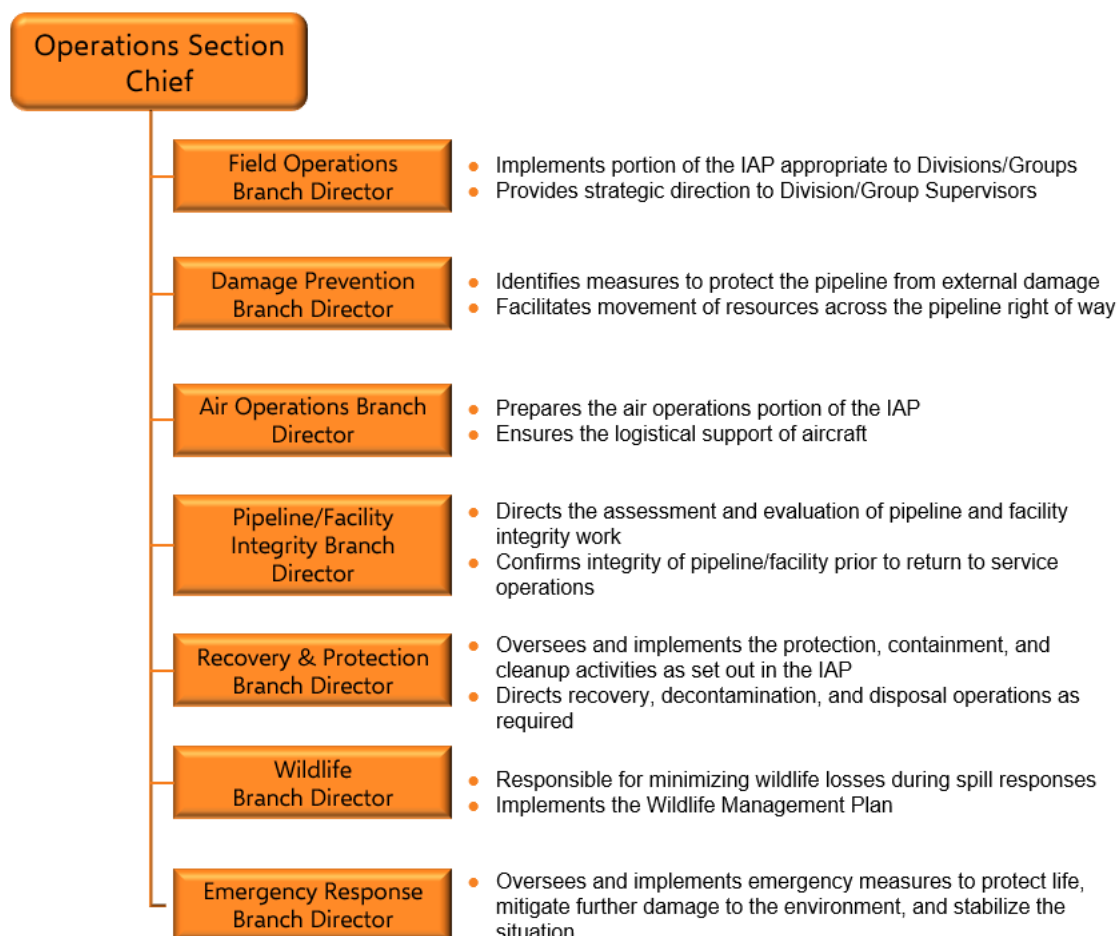 Operations Section
Chief
Field Operations
Branch Director
Implements portion of the IAP appropriate to Divisions/Groups
Provides strategic direction to Division/Group Supervisors
Damage Prevention
Branch Director
Identifies measures to protect the pipeline from external damage
Facilitates movement of resources across the pipeline right of way
Air Operations Branch
Director
Prepares the air operations portion of the IAP
Ensures the logistical support of aircraft
Pipeline/Facility
Integrity Branch
Director
Directs the assessment and evaluation of pipeline and facility
integrity work
Confirms integrity of pipeline/facility prior to return to service
operations
Recovery & Protection
Branch Director
Oversees and implements the protection, containment, and
cleanup activities as set out in the IAP
Directs recovery, decontamination, and disposal operations as
required
Wildlife
Branch Director
Responsible for minimizing wildlife losses during spill responses
Implements the Wildlife Management Plan
Emergency Response
Branch Director
Oversees and implements emergency measures to protect life,
mitigate further damage to the environment, and stabilize the
situation